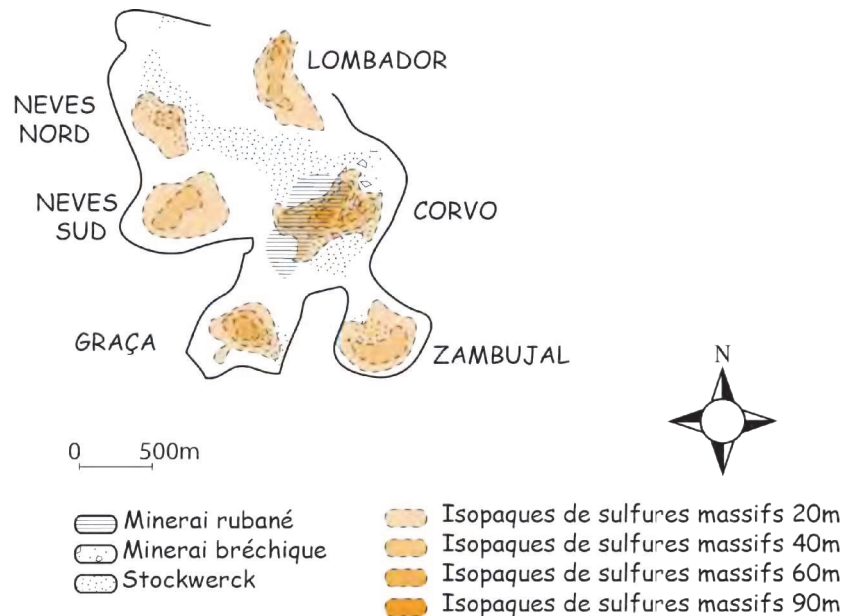 LOMBADOR
NEVES
NORD
NEVES
SUD
CORVO
GRAÇA
ZAMBUJAL
N
0 500m
Minerai rubané
Minerai bréchique
Stockwerck
Isopaques de sulfures massifs 20m
Isopaques de sulfures massifs 40m
Isopaques de sulfures massifs 60m
Isopaques de sulfures massifs 90m